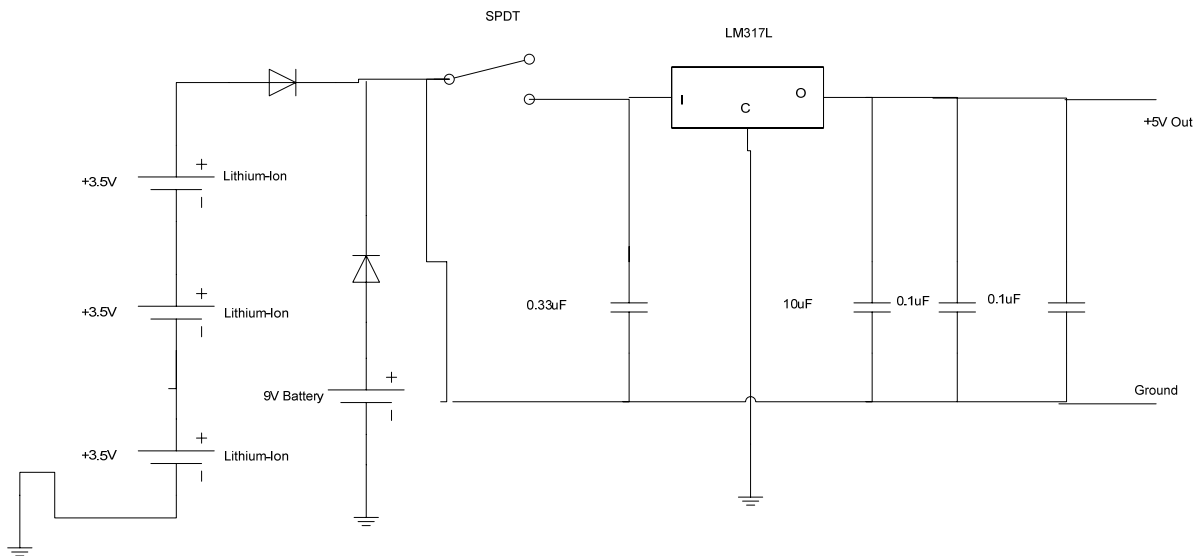 SPDT
LM317L
I
C
O
+5V Out
+3.5V
+
Lithium-Ion
+3.5V
+
Lithium-Ion
0.33uF
10uF
0.1uF
0.1uF
9V Battery
+
Ground
+3.5V
+
Lithium-Ion